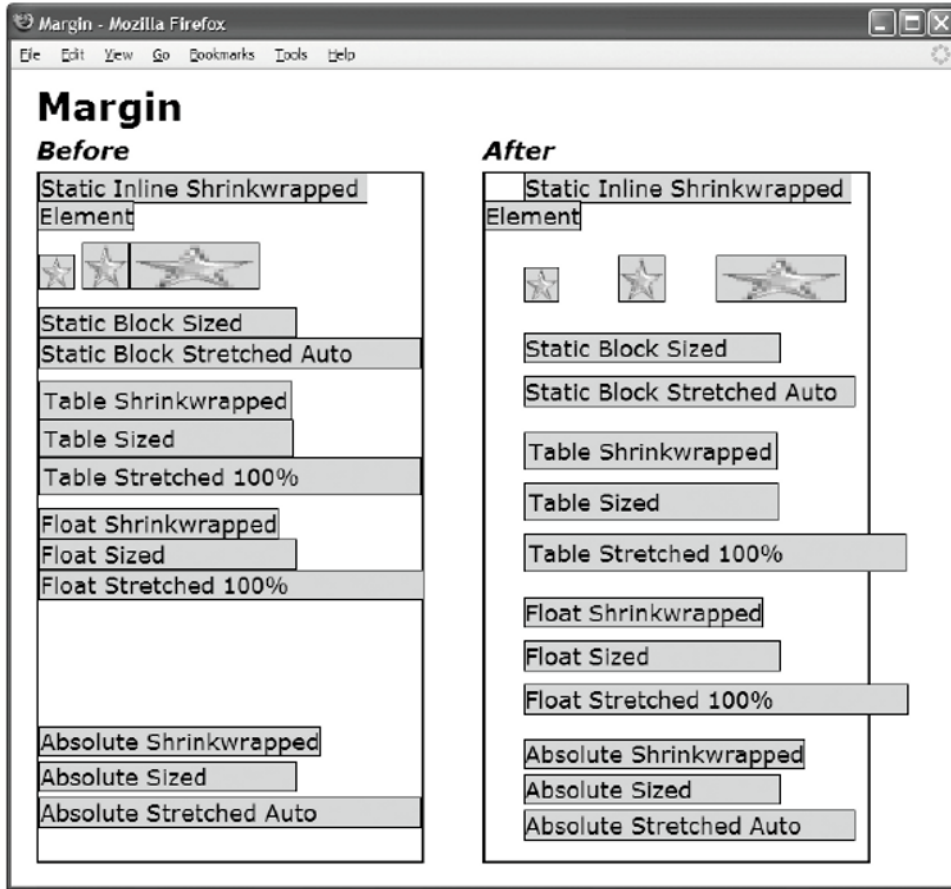 Margin - Mozilla Firefox
File Edit View Go Bookmarks Tools Help
Margin
Before
Static Inline Shrinkwrapped
Element
Static Block Sized
Static Block Stretched Auto
Table Shrinkwrapped
Table Sized
Table Stretched 100%
Float Shrinkwrapped
Float Sized
Float Stretched 100%
Absolute Shrinkwrapped
Absolute Sized
Absolute Stretched Auto
After
Static Inline Shrinkwrapped
Element
Static Block Sized
Static Block Stretched Auto
Table Shrinkwrapped
Table Sized
Table Stretched 100%
Float Shrinkwrapped
Float Sized
Float Stretched 100%
Absolute Shrinkwrapped
Absolute Sized
Absolute Stretched Auto